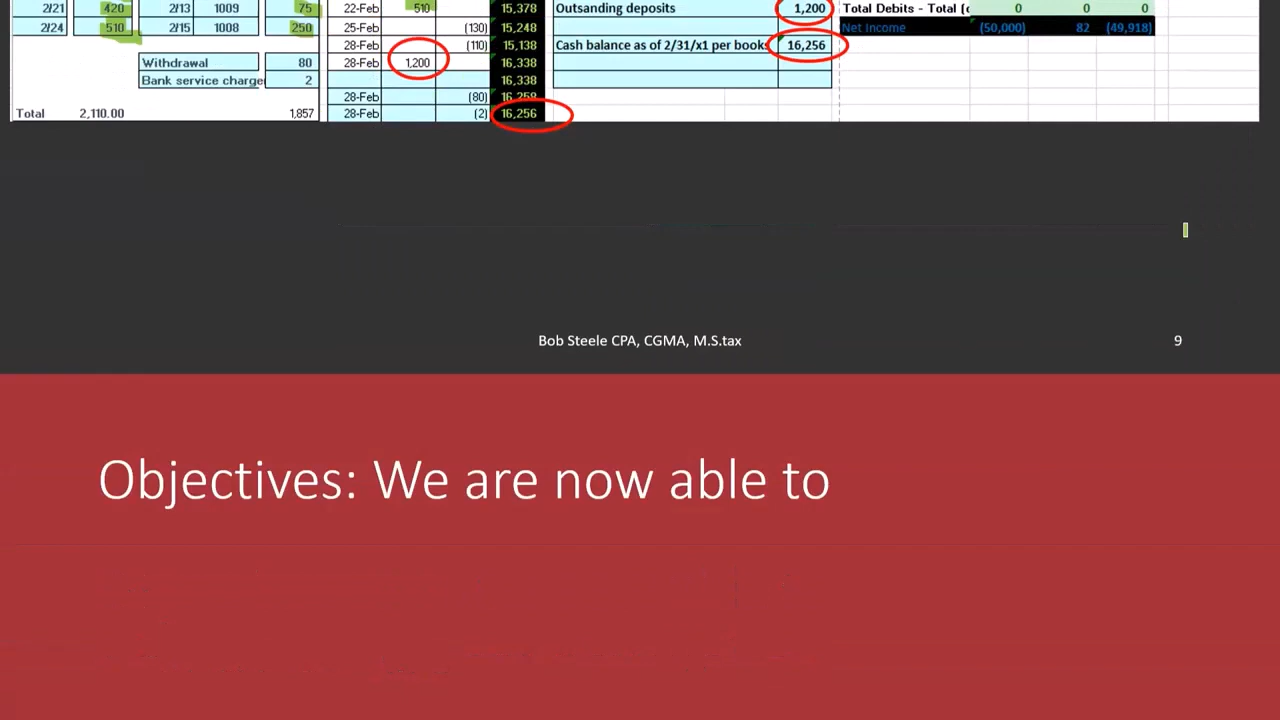 2/21 420 2/13 1009 75 22-Feb 510 15,378 Outsanding deposits 1,200 Total Debits - Total (c 0 0 0
2/24 510 2/15 1008 250 25-Feb (130) 15,248 Net Income (50,000) 82 (49,918)
28-Feb (110) 15,138 Cash balance as of 2/31/x1 per books 16,256
Withdrawal 80 28-Feb 1,200 16,338
Bank service charge 2 16,338
28-Feb (80) 16,258
Total 2,110.00 1,857 28-Feb (2) 16,256
Bob Steele CPA, CGMA, M.S.tax 9
Objectives: We are now able to